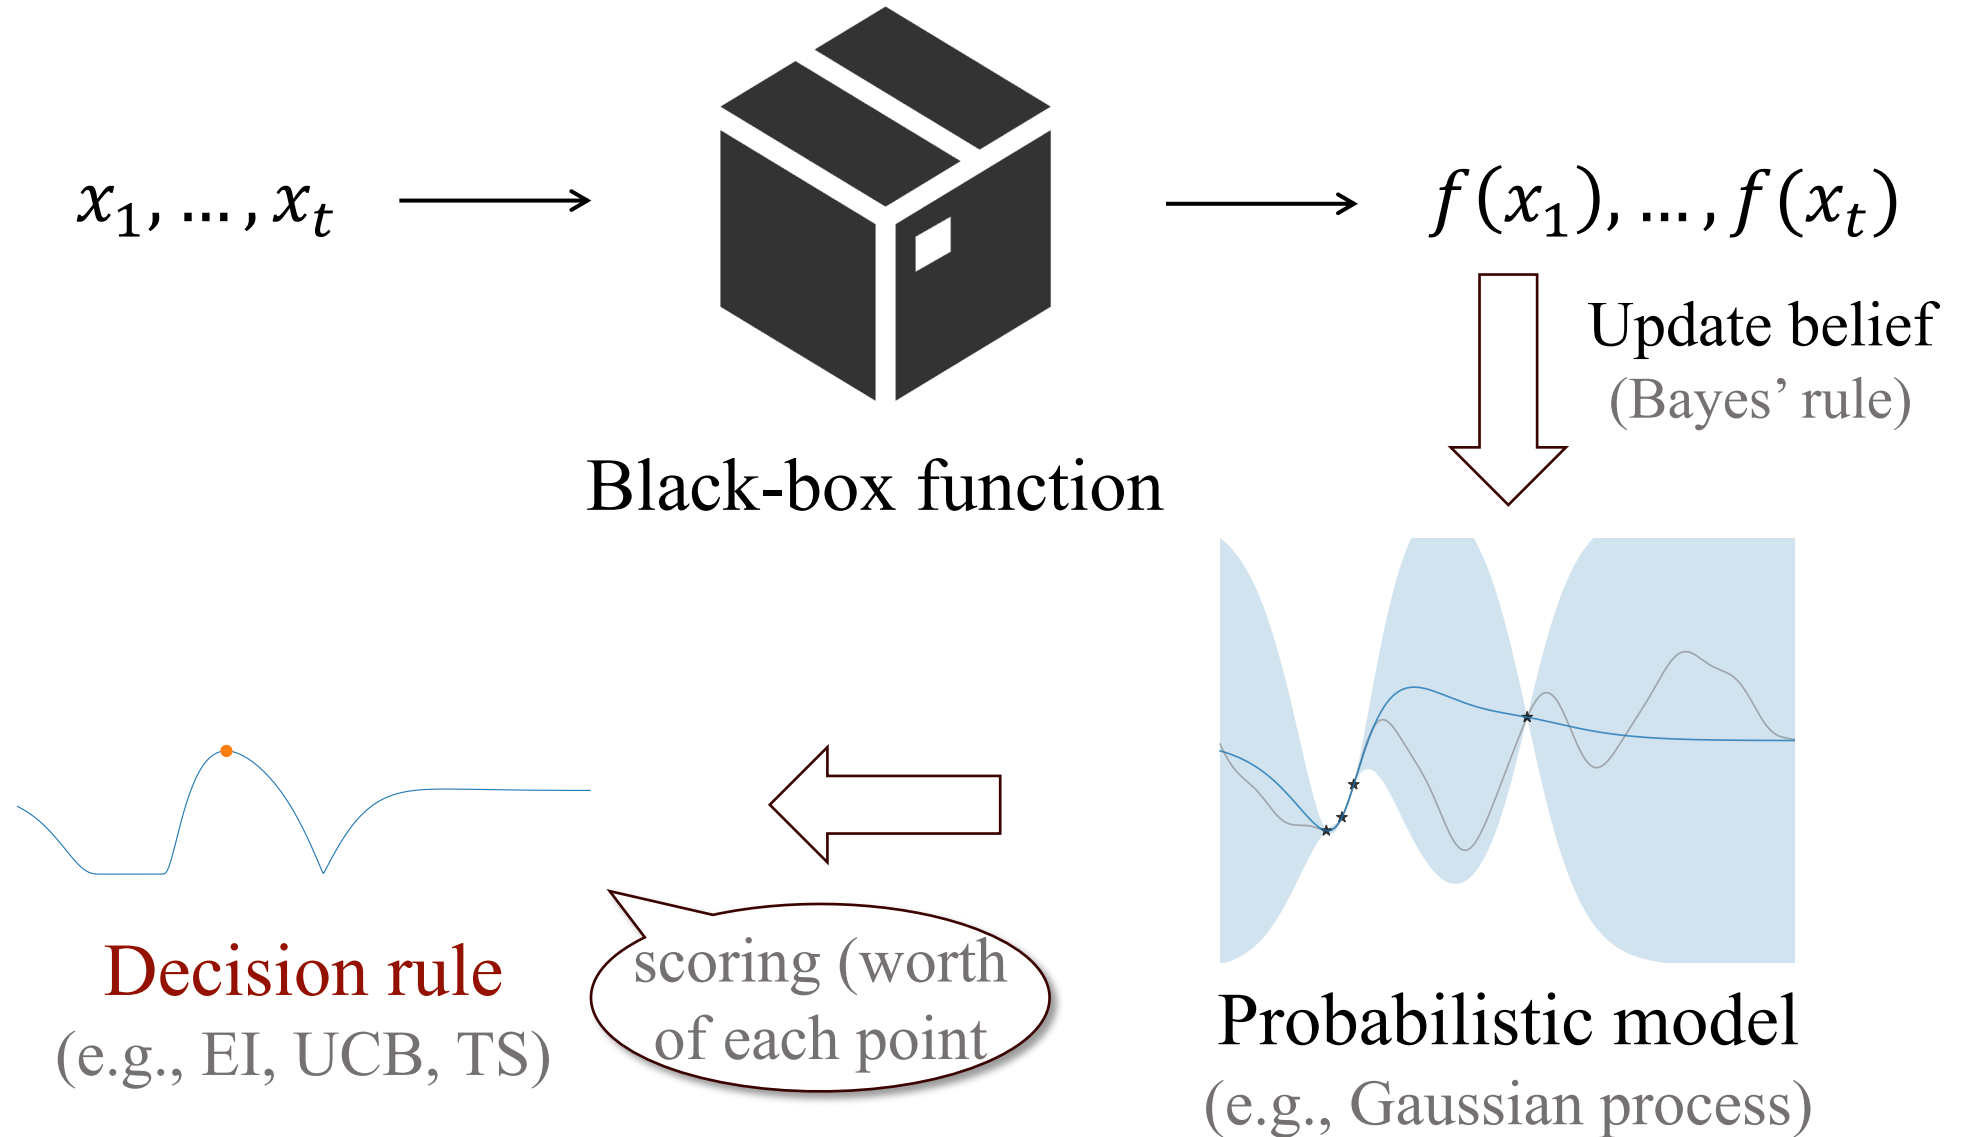 x₁, … , xₜ
f(x₁), … , f(xₜ)
Update belief
(Bayes’ rule)
Black-box function
Decision rule
(e.g., EI, UCB, TS)
scoring (worth
of each point
Probabilistic model
(e.g., Gaussian process)